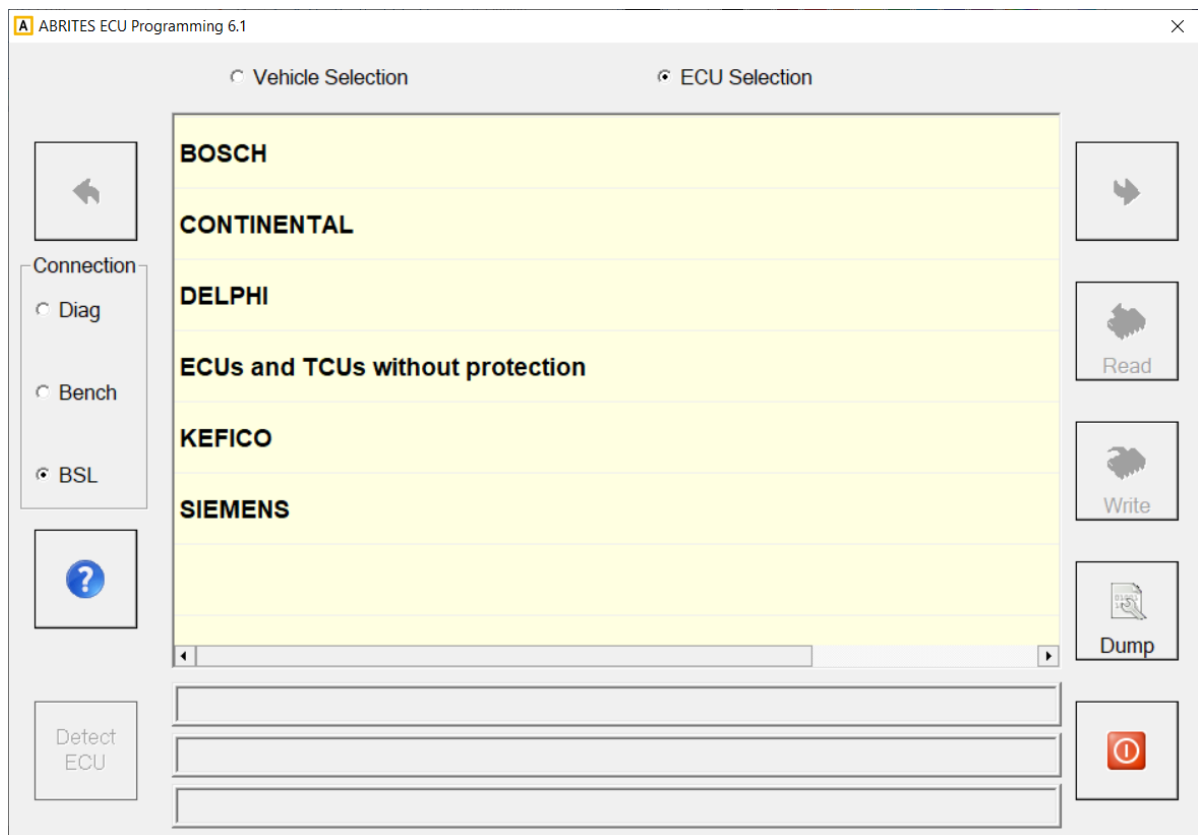 A ABRITES ECU Programming 6.1
Vehicle Selection
ECU Selection
BOSCH
CONTINENTAL
DELPHI
ECUs and TCUs without protection
KEFICO
SIEMENS
Connection
Diag
Bench
BSL
?
Detect
ECU
Read
Write
Dump